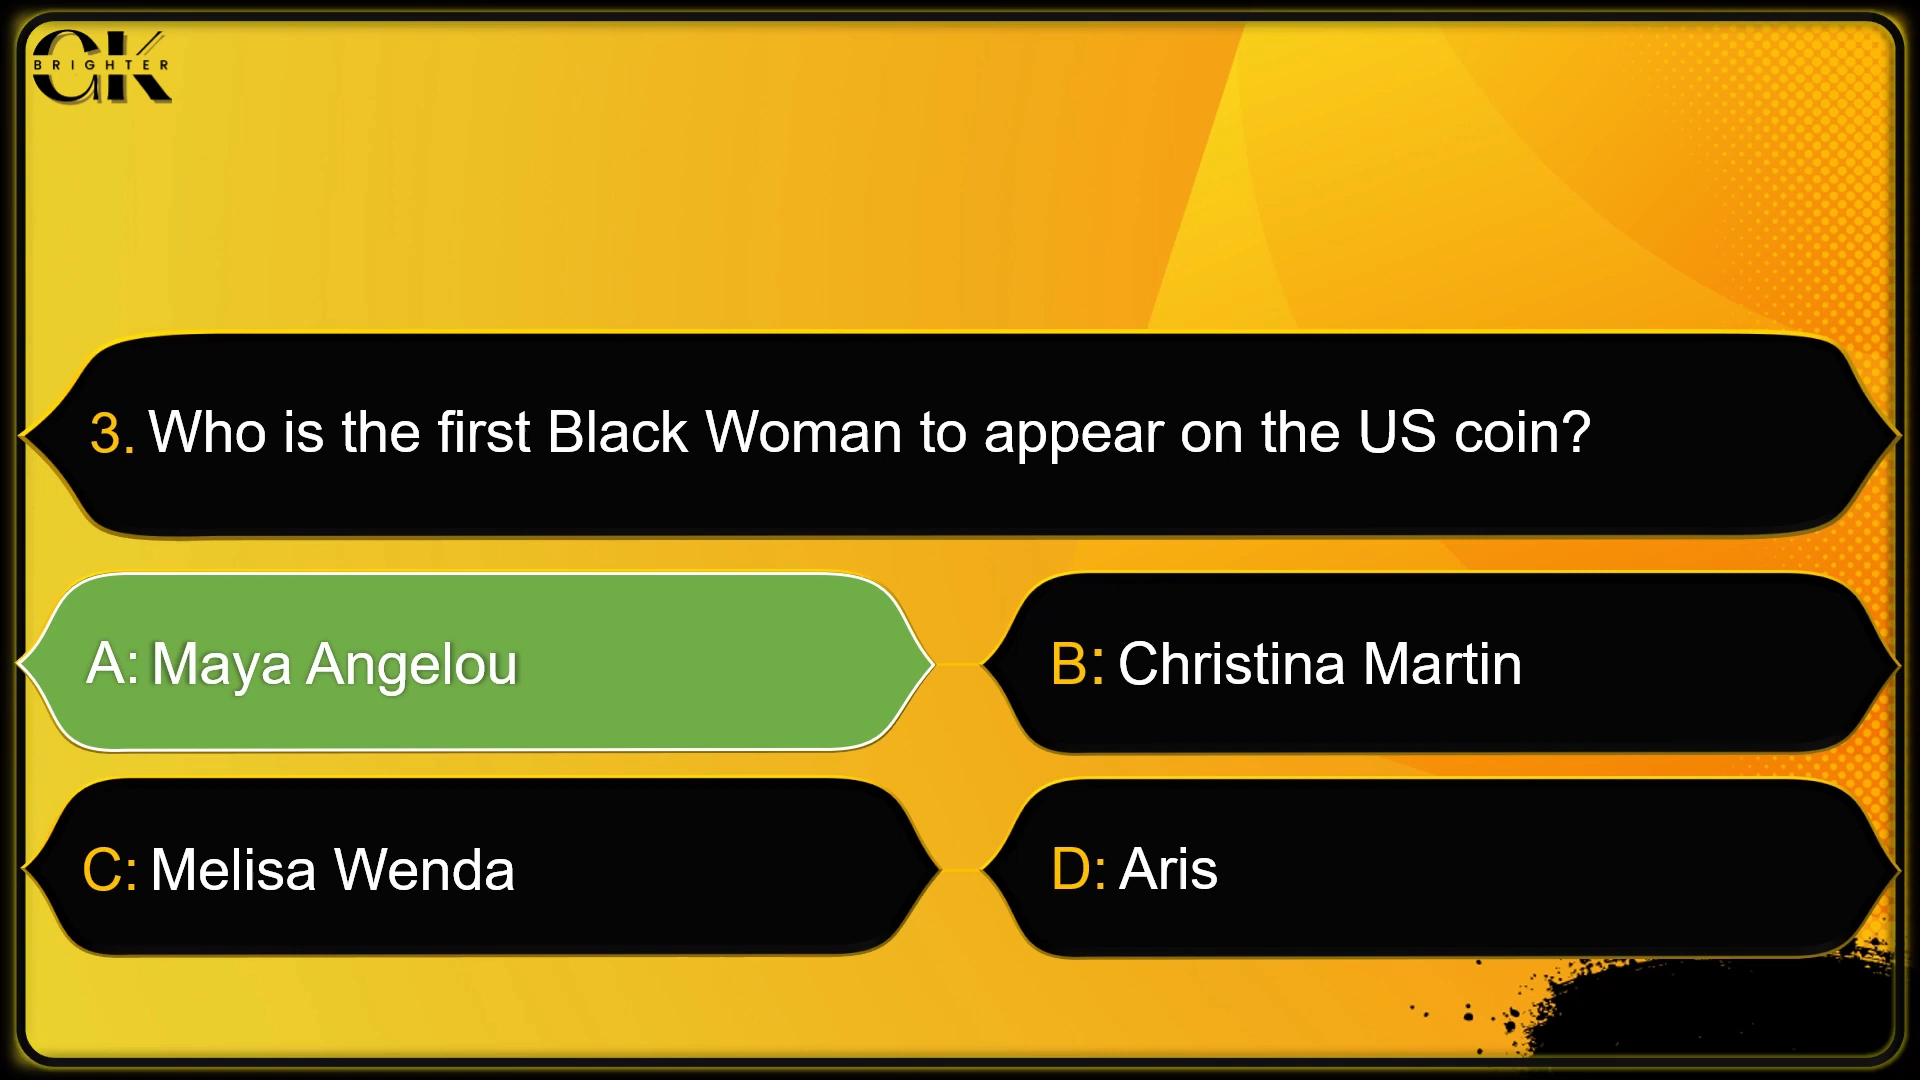 GK
BRIGHTER
3. Who is the first Black Woman to appear on the US coin?
A: Maya Angelou
B: Christina Martin
C: Melisa Wenda
D: Aris